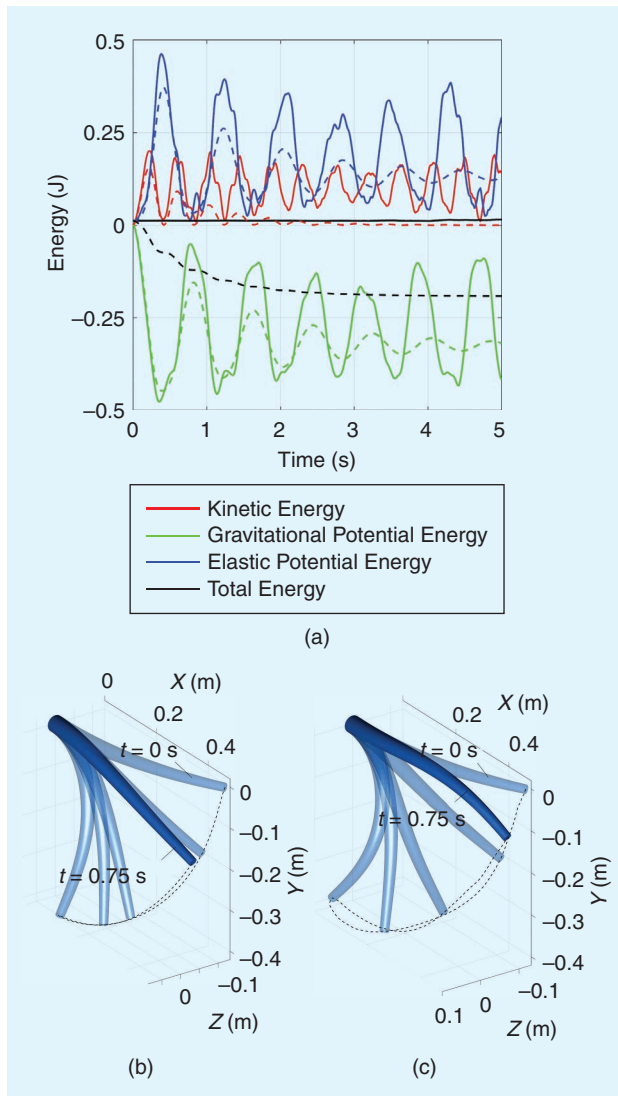 0.5
0.25
0
–0.25
–0.5
Energy (J)
0 1 2 3 4 5
Time (s)
Kinetic Energy
Gravitational Potential Energy
Elastic Potential Energy
Total Energy
(a)
0
X (m)
0.2
t = 0 s
0.4
0
–0.1
t = 0.75 s
–0.2
Y (m)
–0.3
–0.4
–0.1
0
Z (m)
(b)
X (m)
0.2
t = 0 s
0.4
0
–0.1
t = 0.75 s
–0.2
Y (m)
–0.3
–0.4
–0.1
0
0.1
Z (m)
(c)